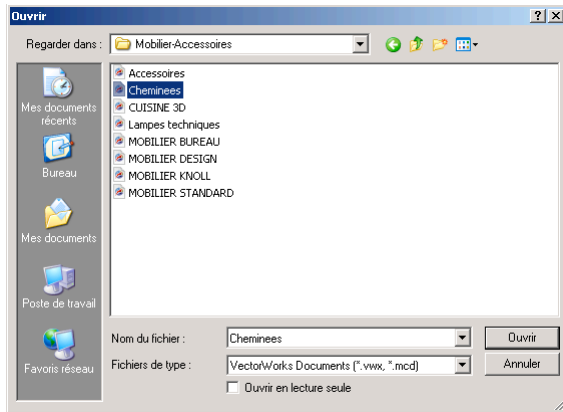 Ouvrir
Regarder dans :
Mobilier-Accessoires
Mes documents
récents
Bureau
Mes documents
Poste de travail
Favoris réseau
Accessoires
Cheminees
CUISINE 3D
Lampes techniques
MOBILIER BUREAU
MOBILIER DESIGN
MOBILIER KNOLL
MOBILIER STANDARD
Nom du fichier :
Cheminees
Ouvrir
Fichiers de type :
VectorWorks Documents (*.vwx, *.mcd)
Annuler
Ouvrir en lecture seule